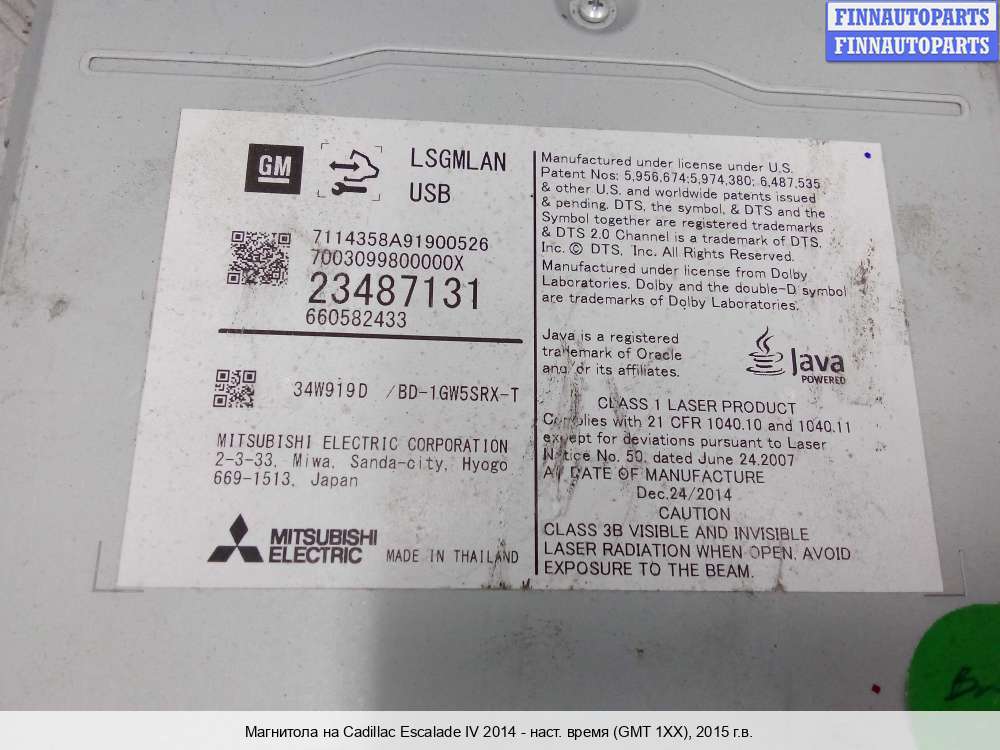 FINNAUTOPARTS
FINNAUTOPARTS
GM
LSGMLAN
USB
7114358A91900526
7003099800000X
23487131
660582433
34W919D /BD-1GW5SRX-T
MITSUBISHI ELECTRIC CORPORATION
2-3-33, Miwa, Sanda-city, Hyogo
669-1513, Japan
MITSUBISHI
ELECTRIC
MADE IN THAILAND
Manufactured under license under U.S.
Patent Nos: 5,956,674;5,974,380; 6,487,535
& other U.S. and worldwide patents issued
& pending. DTS, the symbol, & DTS and the
Symbol together are registered trademarks
& DTS 2.0 Channel is a trademark of DTS,
Inc. © DTS, Inc. All Rights Reserved.
Manufactured under license from Dolby
Laboratories. Dolby and the double-D symbol
are trademarks of Dolby Laboratories.
Java is a registered
trademark of Oracle
and/or its affiliates.
Java
POWERED
CLASS 1 LASER PRODUCT
Complies with 21 CFR 1040.10 and 1040.11
except for deviations pursuant to Laser
Notice No. 50, dated June 24.2007
AT DATE OF MANUFACTURE
Dec.24/2014
CAUTION
CLASS 3B VISIBLE AND INVISIBLE
LASER RADIATION WHEN OPEN. AVOID
EXPOSURE TO THE BEAM.
Магнитола на Cadillac Escalade IV 2014 - наст. время (GMT 1XX), 2015 г.в.